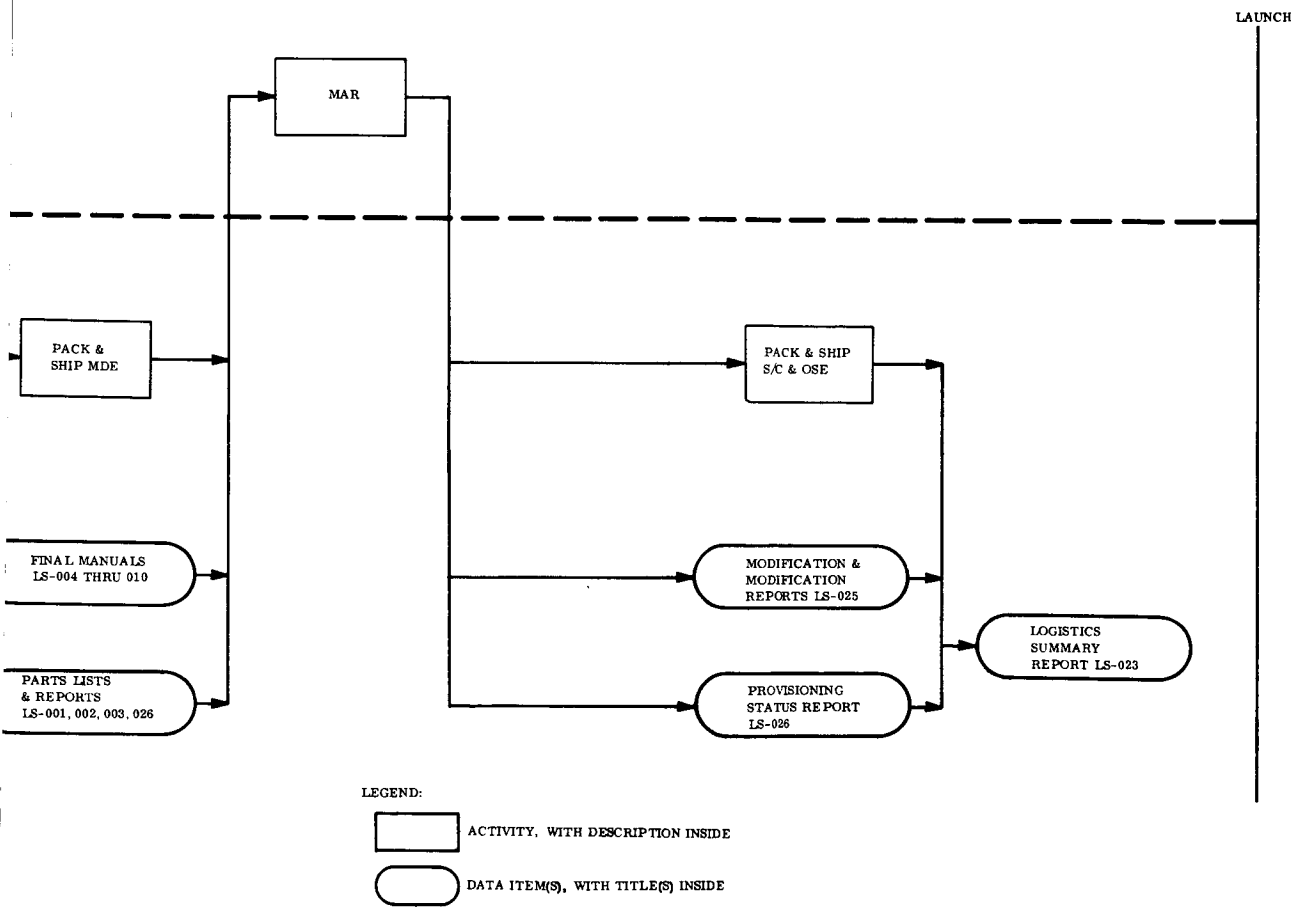 LAUNCH
MAR
PACK &
SHIP MDE
PACK & SHIP
S/C & OSE
FINAL MANUALS
LS-004 THRU 010
MODIFICATION &
MODIFICATION
REPORTS LS-025
LOGISTICS
SUMMARY
REPORT LS-023
PARTS LISTS
& REPORTS
LS-001, 002, 003, 026
PROVISIONING
STATUS REPORT
LS-026
LEGEND:
ACTIVITY, WITH DESCRIPTION INSIDE
DATA ITEM(S), WITH TITLE(S) INSIDE